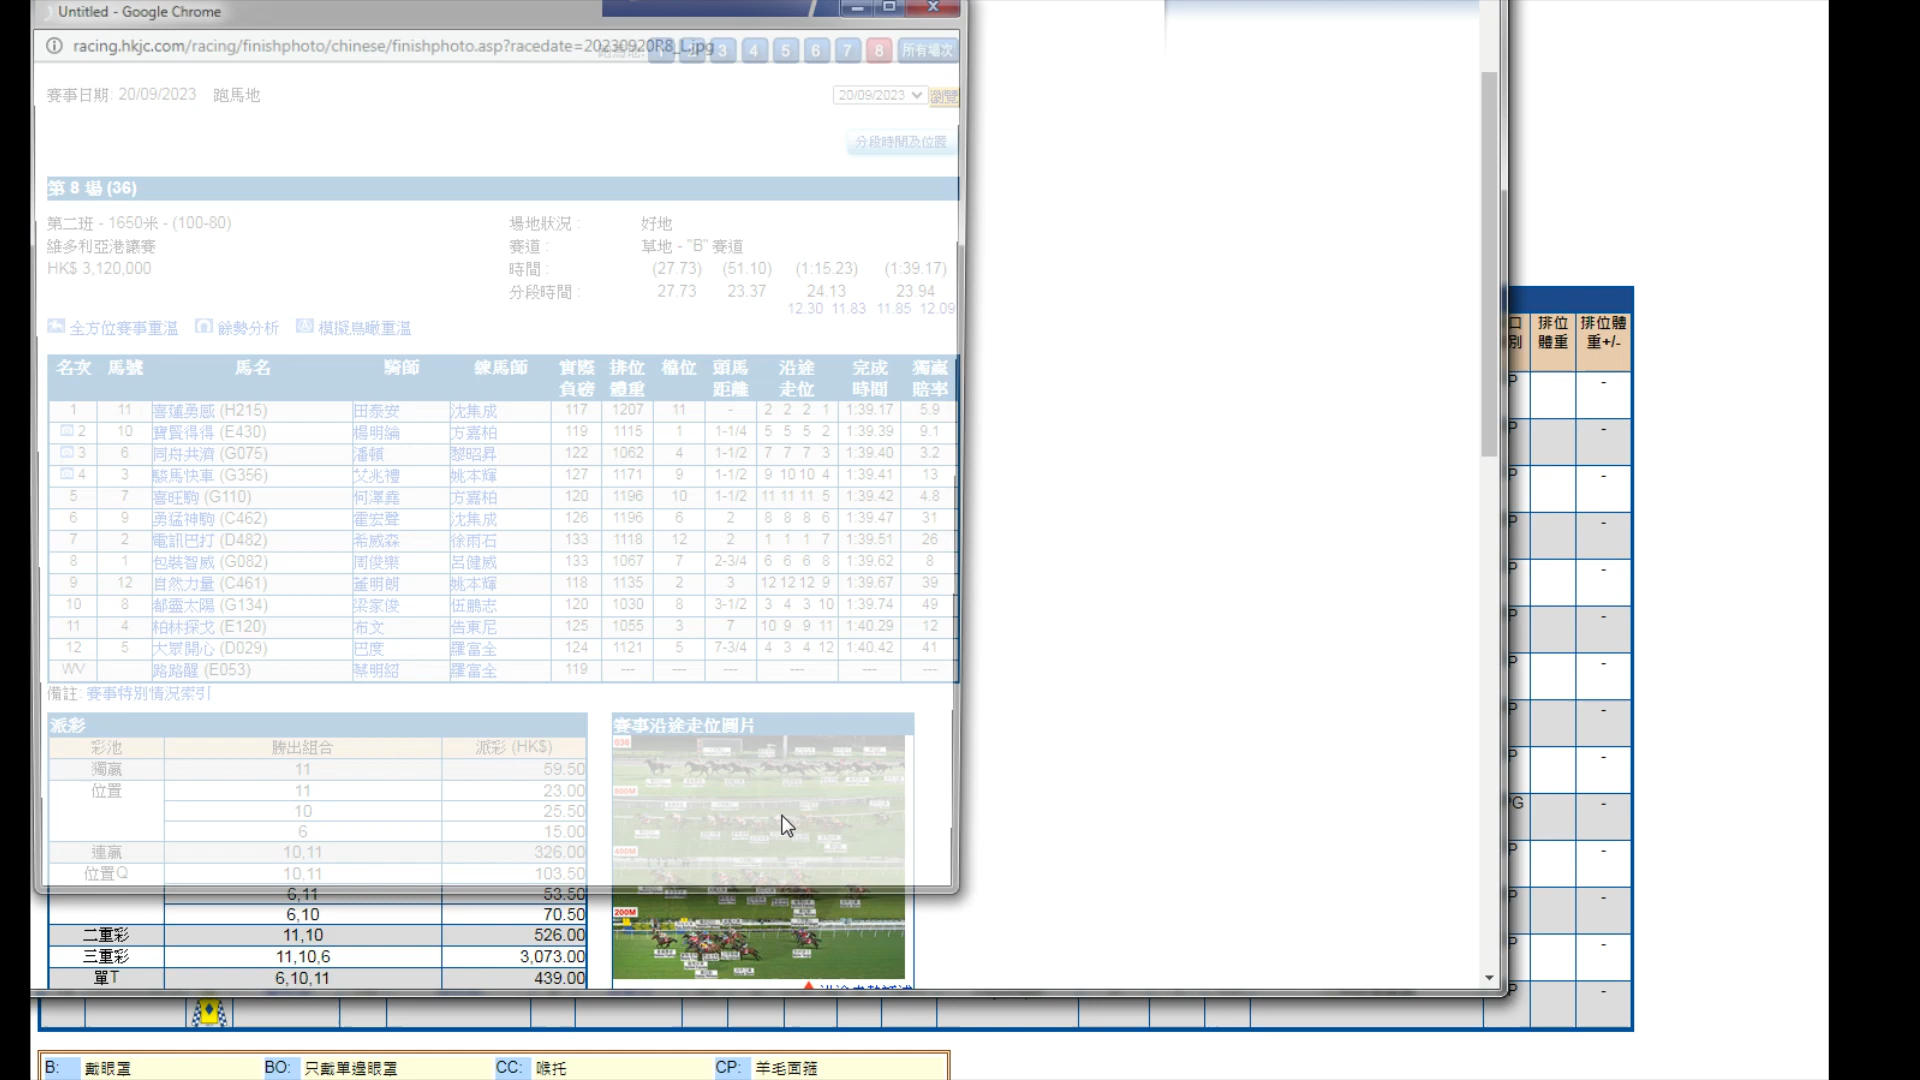 Untitled - Google Chrome
racing.hkjc.com/racing/finishphoto/chinese/finishphoto.asp?racedate=20230920R8_L.jpg
3 4 5 6 7 8 所有場次
賽事日期: 20/09/2023 跑馬地
20/09/2023 瀏覽
分段時間及位置
第 8 場 (36)
第二班 - 1650米 - (100-80) 場地狀況 : 好地
維多利亞港讓賽 賽道 : 草地 - "B" 賽道
HK$ 3,120,000 時間 : (27.73) (51.10) (1:15.23) (1:39.17)
分段時間 : 27.73 23.37 24.13 23.94
12.30 11.83 11.85 12.09
全方位賽事重溫 餘勢分析 模擬鳥瞰重溫
名次 馬號 馬名 騎師 練馬師 實際負磅 排位體重 檔位 頭馬距離 沿途走位 完成時間 獨贏賠率
1 11 喜蓮勇感 (H215) 田泰安 沈集成 117 1207 11 - 2 2 2 1 1:39.17 5.9
2 10 寶賢得得 (E430) 楊明綸 方嘉柏 119 1115 1 1-1/4 5 5 5 2 1:39.39 9.1
3 6 同舟共濟 (G075) 潘頓 黎昭昇 122 1062 4 1-1/2 7 7 7 3 1:39.40 3.2
4 3 駿馬快車 (G356) 艾兆禮 姚本輝 127 1171 9 1-1/2 9 10 10 4 1:39.41 13
5 7 喜旺駒 (G110) 何澤堯 方嘉柏 120 1196 10 1-1/2 11 11 11 5 1:39.42 4.8
6 9 勇猛神駒 (C462) 霍宏聲 沈集成 126 1196 6 2 8 8 8 6 1:39.47 31
7 2 電訊巴打 (D482) 希威森 徐雨石 133 1118 12 2 1 1 1 7 1:39.51 26
8 1 包裝智威 (G082) 周俊樂 呂健威 133 1067 7 2-3/4 6 6 6 8 1:39.62 8
9 12 自然力量 (C461) 董明朗 姚本輝 118 1135 2 3 12 12 12 9 1:39.67 39
10 8 都靈太陽 (G134) 梁家俊 伍鵬志 120 1030 8 3-1/2 3 4 3 10 1:39.74 49
11 4 柏林探戈 (E120) 布文 告東尼 125 1055 3 7 10 9 9 11 1:40.29 12
12 5 大眾開心 (D029) 巴度 羅富全 124 1121 5 7-3/4 4 3 4 12 1:40.42 41
WV 路路醒 (E053) 蔡明紹 羅富全 119 --- --- --- --- --- ---
備註: 賽事特別情況索引
派彩
彩池 勝出組合 派彩 (HK$)
獨贏 11 59.50
位置 11 23.00
10 25.50
6 15.00
連贏 10,11 326.00
位置Q 10,11 103.50
6,11 53.50
6,10 70.50
二重彩 11,10 526.00
三重彩 11,10,6 3,073.00
單T 6,10,11 439.00
賽事沿途走位圖片
800M
400M
200M
排位體重 排位體重+/-
B: 戴眼罩 BO: 只戴單邊眼罩 CC: 喉托 CP: 羊毛面箍